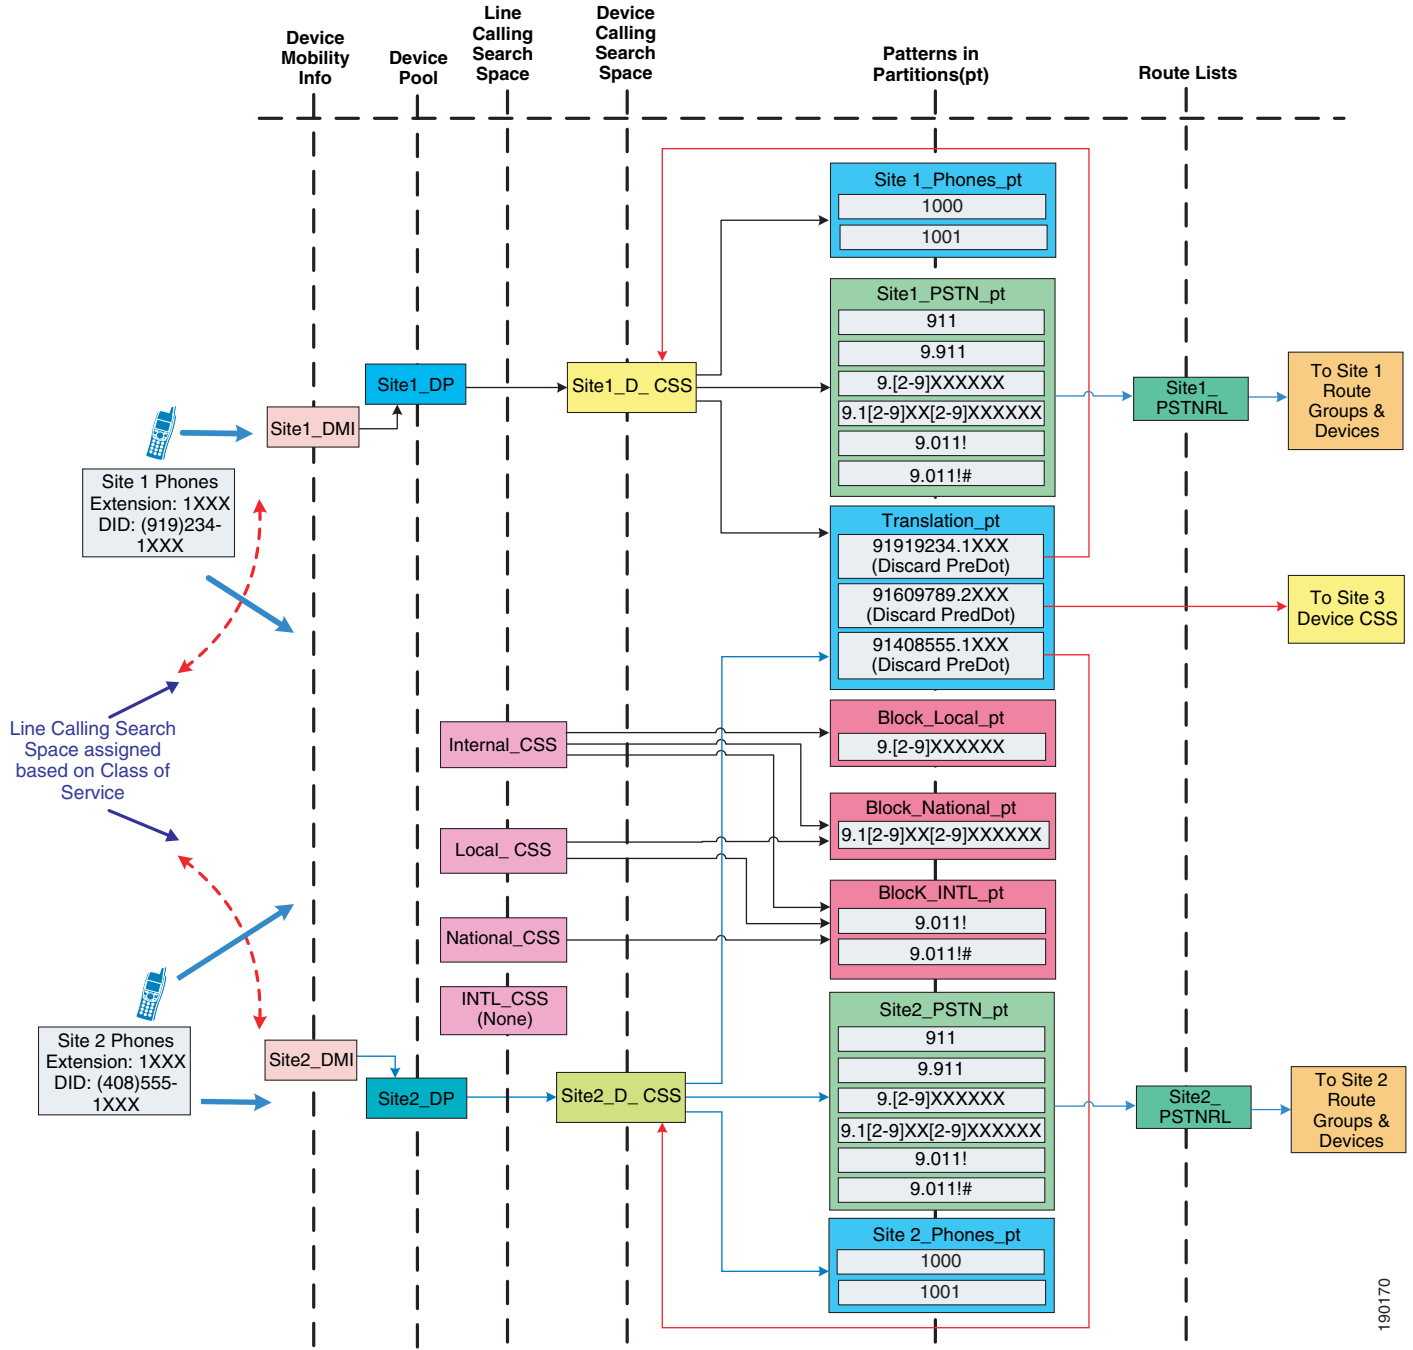 Device
Mobility
Info
Device
Pool
Line
Calling
Search
Space
Device
Calling
Search
Space
Patterns in
Partitions(pt)
Route Lists
Site 1_Phones_pt
1000
1001
Site1_PSTN_pt
911
9.911
9.[2-9]XXXXXX
9.1[2-9]XX[2-9]XXXXXX
9.011!
9.011!#
Site1_DP
Site1_D_ CSS
Site1_DMI
Site1_
PSTNRL
To Site 1
Route
Groups &
Devices
Site 1 Phones
Extension: 1XXX
DID: (919)234-
1XXX
Translation_pt
91919234.1XXX
(Discard PreDot)
91609789.2XXX
(Discard PredDot)
91408555.1XXX
(Discard PreDot)
To Site 3
Device CSS
Line Calling Search
Space assigned
based on Class of
Service
Internal_CSS
Local_ CSS
National_CSS
INTL_CSS
(None)
Block_Local_pt
9.[2-9]XXXXXX
Block_National_pt
9.1[2-9]XX[2-9]XXXXXX
BlocK_INTL_pt
9.011!
9.011!#
Site2_PSTN_pt
911
9.911
9.[2-9]XXXXXX
9.1[2-9]XX[2-9]XXXXXX
9.011!
9.011!#
Site 2 Phones
Extension: 1XXX
DID: (408)555-
1XXX
Site2_DMI
Site2_DP
Site2_D_ CSS
Site2_
PSTNRL
To Site 2
Route
Groups &
Devices
Site 2_Phones_pt
1000
1001
190170